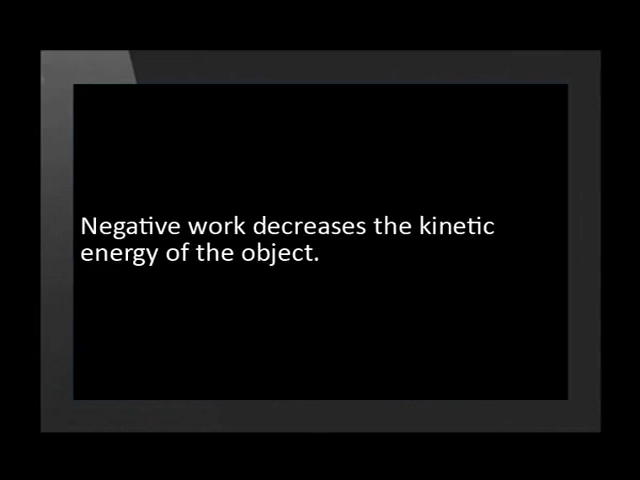 Negative work decreases the kinetic
energy of the object.